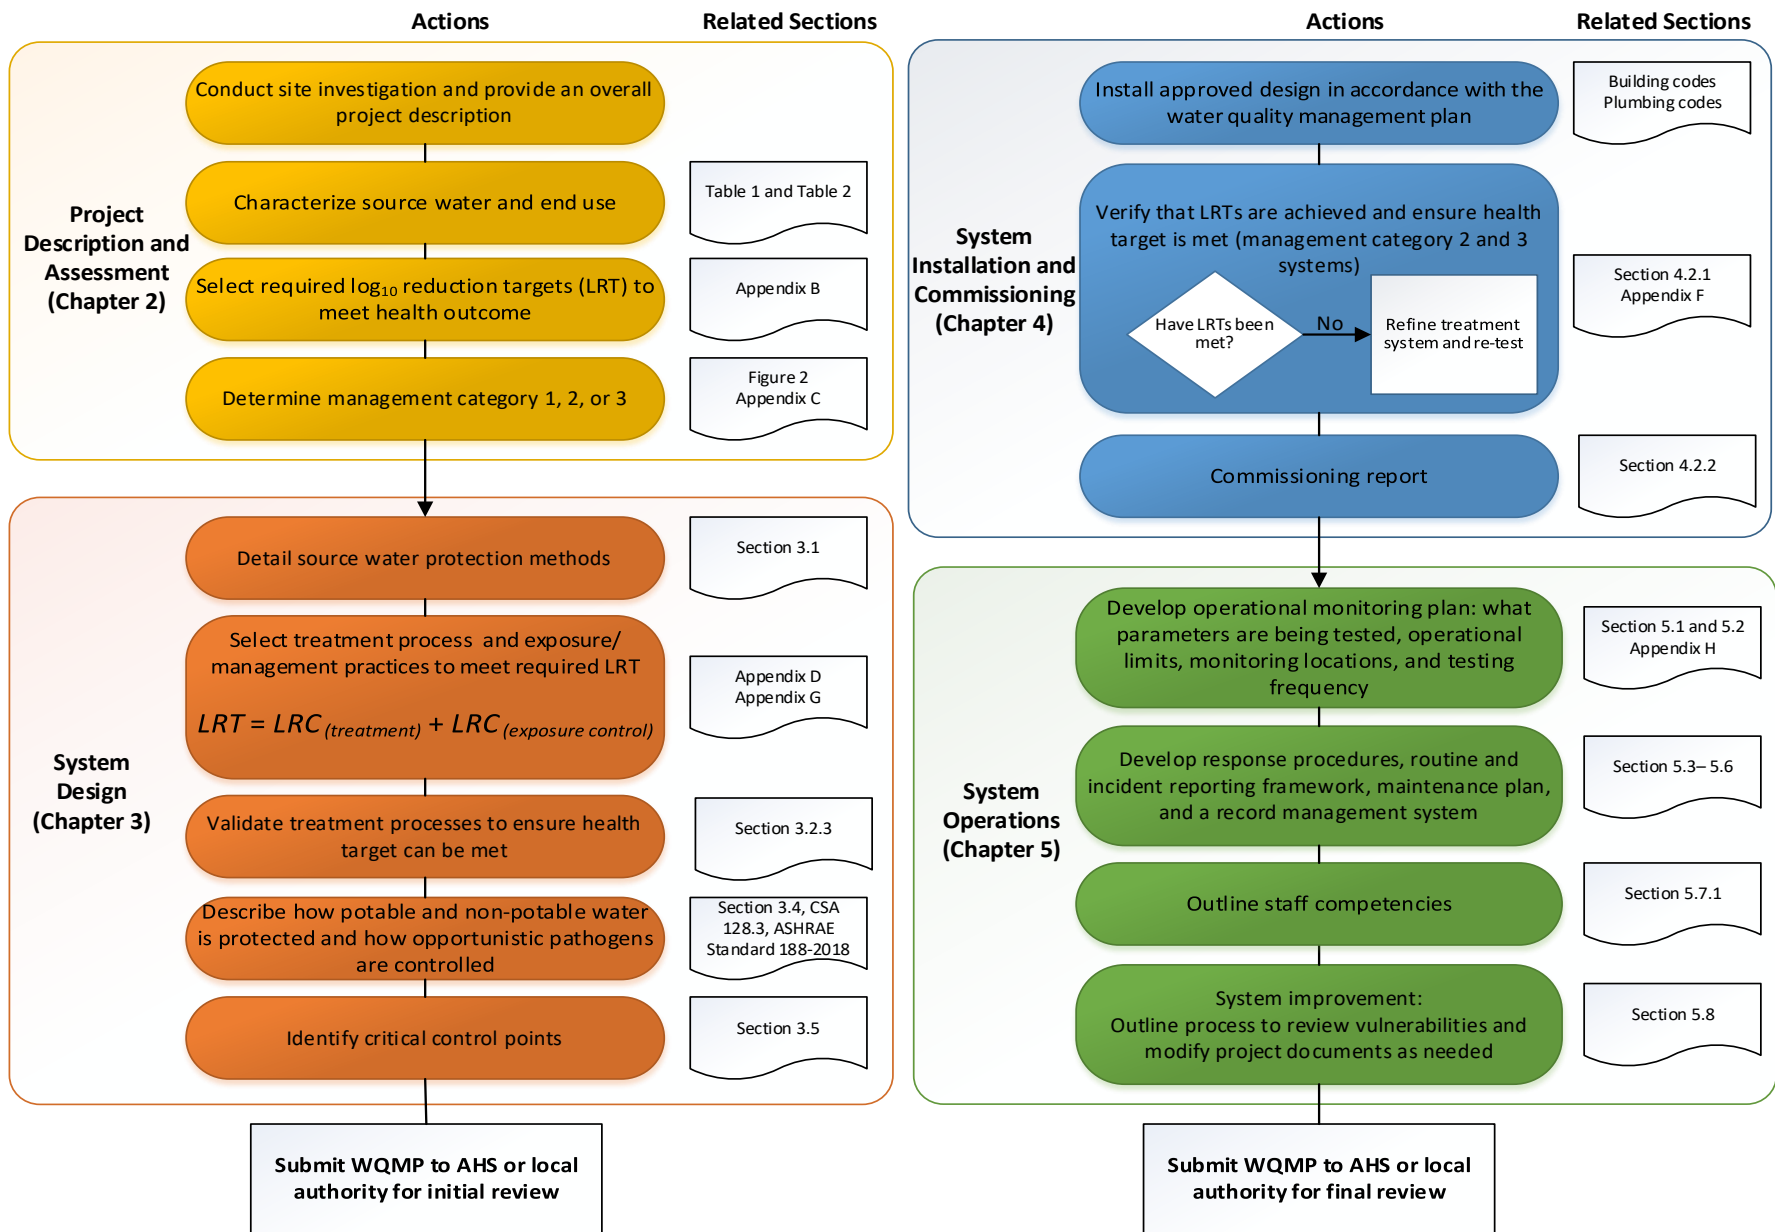 Actions
Related Sections
Project
Description and
Assessment
(Chapter 2)
Conduct site investigation and provide an overall
project description
Characterize source water and end use
Table 1 and Table 2
Select required log₁₀ reduction targets (LRT) to
meet health outcome
Appendix B
Determine management category 1, 2, or 3
Figure 2
Appendix C
System
Design
(Chapter 3)
Detail source water protection methods
Section 3.1
Select treatment process and exposure/
management practices to meet required LRT
LRT = LRC (treatment) + LRC (exposure control)
Appendix D
Appendix G
Validate treatment processes to ensure health
target can be met
Section 3.2.3
Describe how potable and non-potable water
is protected and how opportunistic pathogens
are controlled
Section 3.4, CSA
128.3, ASHRAE
Standard 188-2018
Identify critical control points
Section 3.5
Submit WQMP to AHS or local
authority for initial review
Actions
Related Sections
System
Installation and
Commissioning
(Chapter 4)
Install approved design in accordance with the
water quality management plan
Building codes
Plumbing codes
Verify that LRTs are achieved and ensure health
target is met (management category 2 and 3
systems)
Have LRTs been
met?
No
Refine treatment
system and re-test
Section 4.2.1
Appendix F
Commissioning report
Section 4.2.2
System
Operations
(Chapter 5)
Develop operational monitoring plan: what
parameters are being tested, operational
limits, monitoring locations, and testing
frequency
Section 5.1 and 5.2
Appendix H
Develop response procedures, routine and
incident reporting framework, maintenance plan,
and a record management system
Section 5.3– 5.6
Outline staff competencies
Section 5.7.1
System improvement:
Outline process to review vulnerabilities and
modify project documents as needed
Section 5.8
Submit WQMP to AHS or local
authority for final review